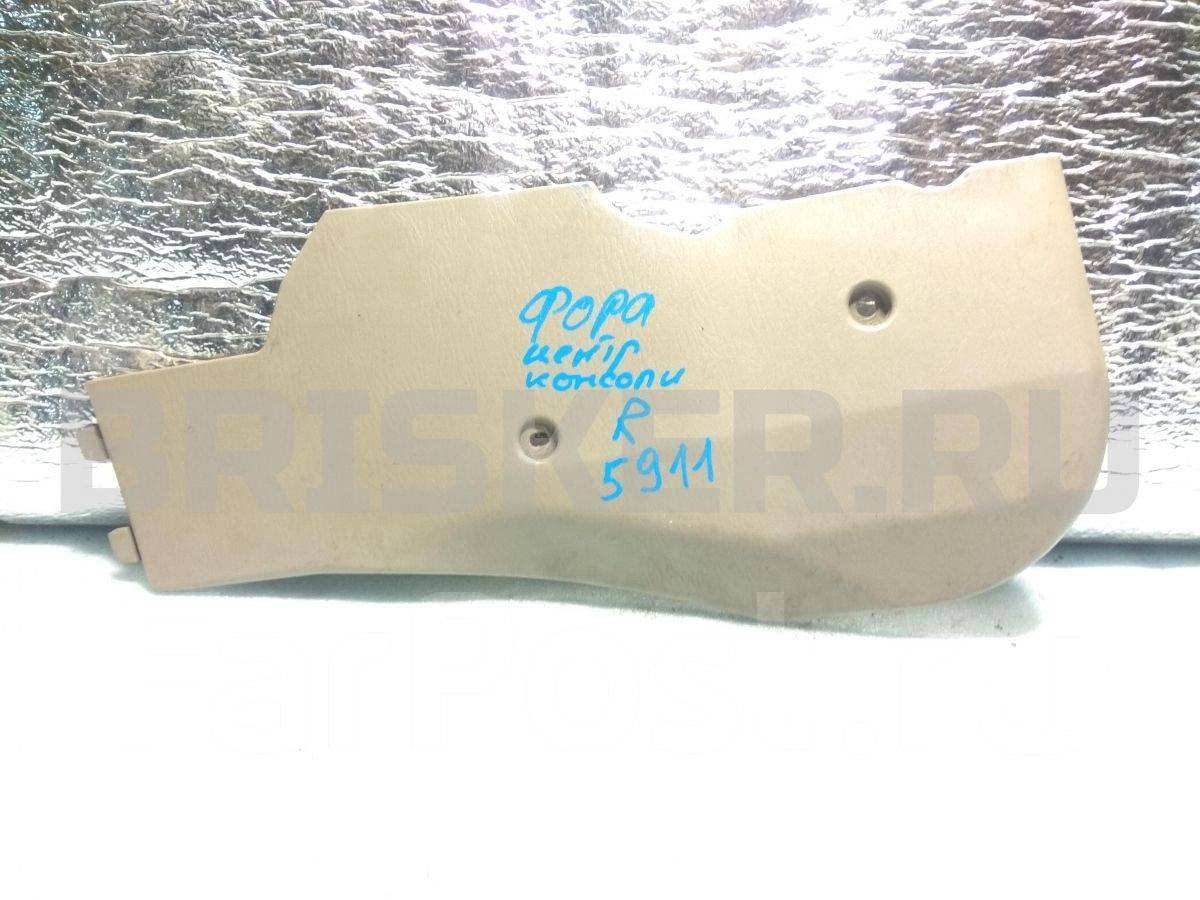 ФОРА
центр
консоли
R
5911
BRISKER.RU
FarPost.ru